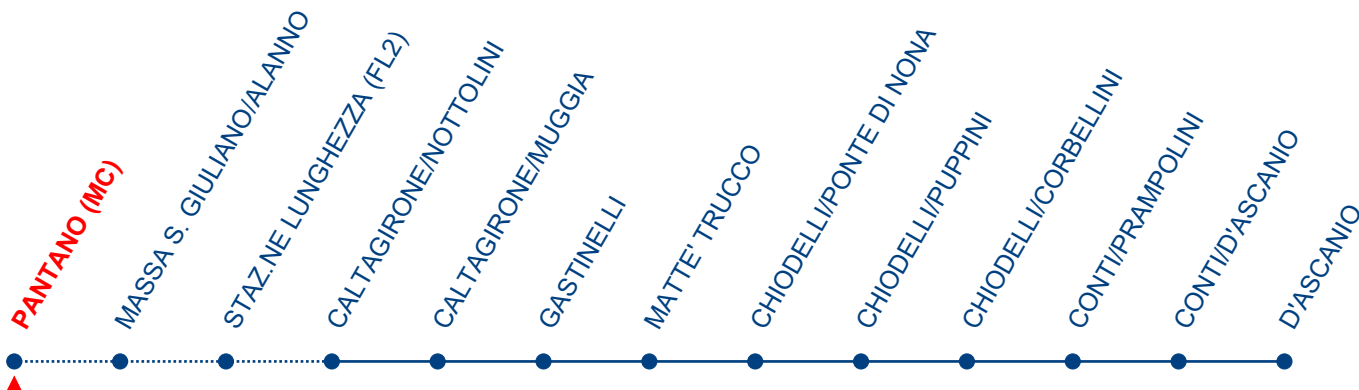 PANTANO (MC)
MASSA S. GIULIANO/ALANNO
STAZ.NE LUNGHEZZA (FL2)
CALTAGIRONE/NOTTOLINI
CALTAGIRONE/MUGGIA
GASTINELLI
MATTE' TRUCCO
CHIODELLI/PONTE DI NONA
CHIODELLI/PUPPINI
CHIODELLI/CORBELLINI
CONTI/PRAMPOLINI
CONTI/D'ASCANIO
D'ASCANIO